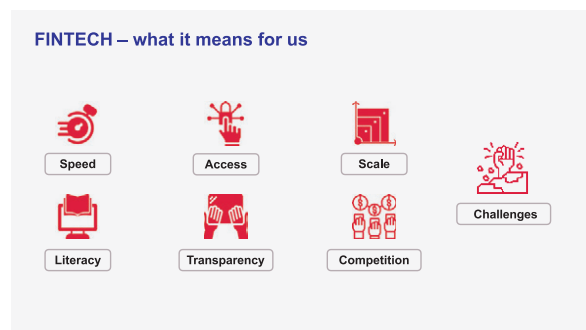 FINTECH – what it means for us
Speed
Access
Scale
Challenges
Literacy
Transparency
Competition